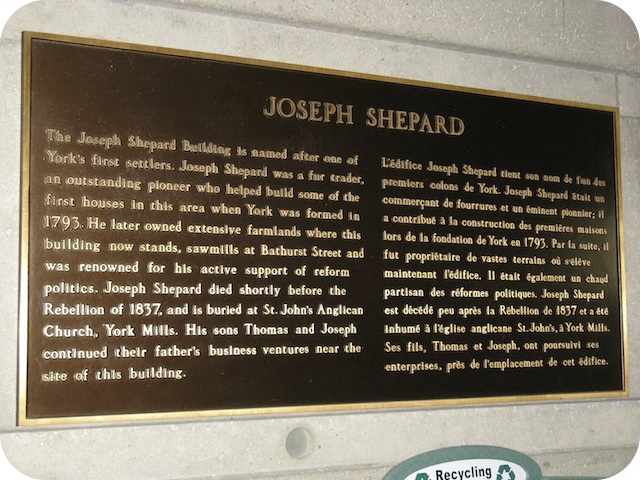 JOSEPH SHEPARD
The Joseph Shepard Building is named after one of
York's first settlers. Joseph Shepard was a fur trader,
an outstanding pioneer who helped build some of the
first houses in this area when York was formed in
1793. He later owned extensive farmlands where this
building now stands, sawmills at Bathurst Street and
was renowned for his active support of reform
politics. Joseph Shepard died shortly before the
Rebellion of 1837, and is buried at St. John's Anglican
Church, York Mills. His sons Thomas and Joseph
continued their father's business ventures near the
site of this building.
L'édifice Joseph Shepard tient son nom de l'un des
premiers colons de York. Joseph Shepard était un
commerçant de fourrures et un éminent pionnier; il
a contribué à la construction des premières maisons
lors de la fondation de York en 1793. Par la suite, il
fut propriétaire de vastes terrains où s'élève
maintenant l'édifice. Il était également un chaud
partisan des réformes politiques. Joseph Shepard
est décédé peu après la Rébellion de 1837 et a été
inhumé à l'église anglicane St. John's, à York Mills.
Ses fils, Thomas et Joseph, ont poursuivi ses
entreprises, près de l'emplacement de cet édifice.
Recycling